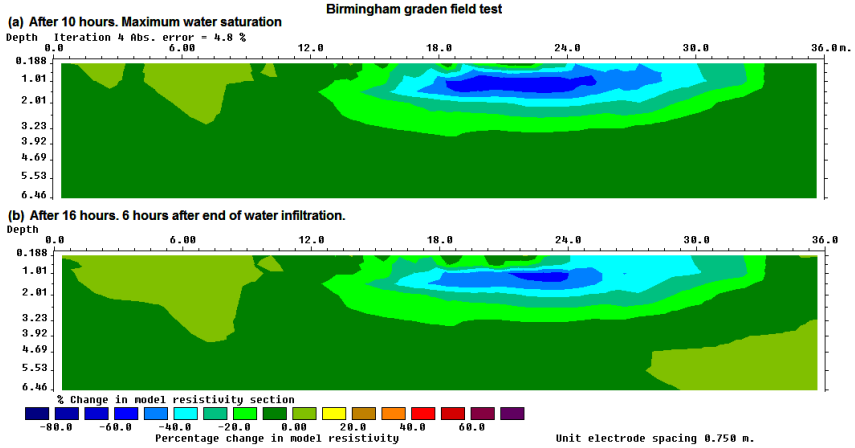 Birmingham graden field test
(a) After 10 hours. Maximum water saturation
Depth Iteration 4 Abs. error = 4.8 %
0.0 6.00 12.0 18.0 24.0 30.0 36.0 m.
0.188
1.01
2.01
3.23
3.92
4.69
5.53
6.46
(b) After 16 hours. 6 hours after end of water infiltration.
Depth
0.0 6.00 12.0 18.0 24.0 30.0 36.0
0.188
1.01
2.01
3.23
3.92
4.69
5.53
6.46
% Change in model resistivity section
-80.0 -60.0 -40.0 -20.0 0.00 20.0 40.0 60.0
Percentage change in model resistivity Unit electrode spacing 0.750 m.